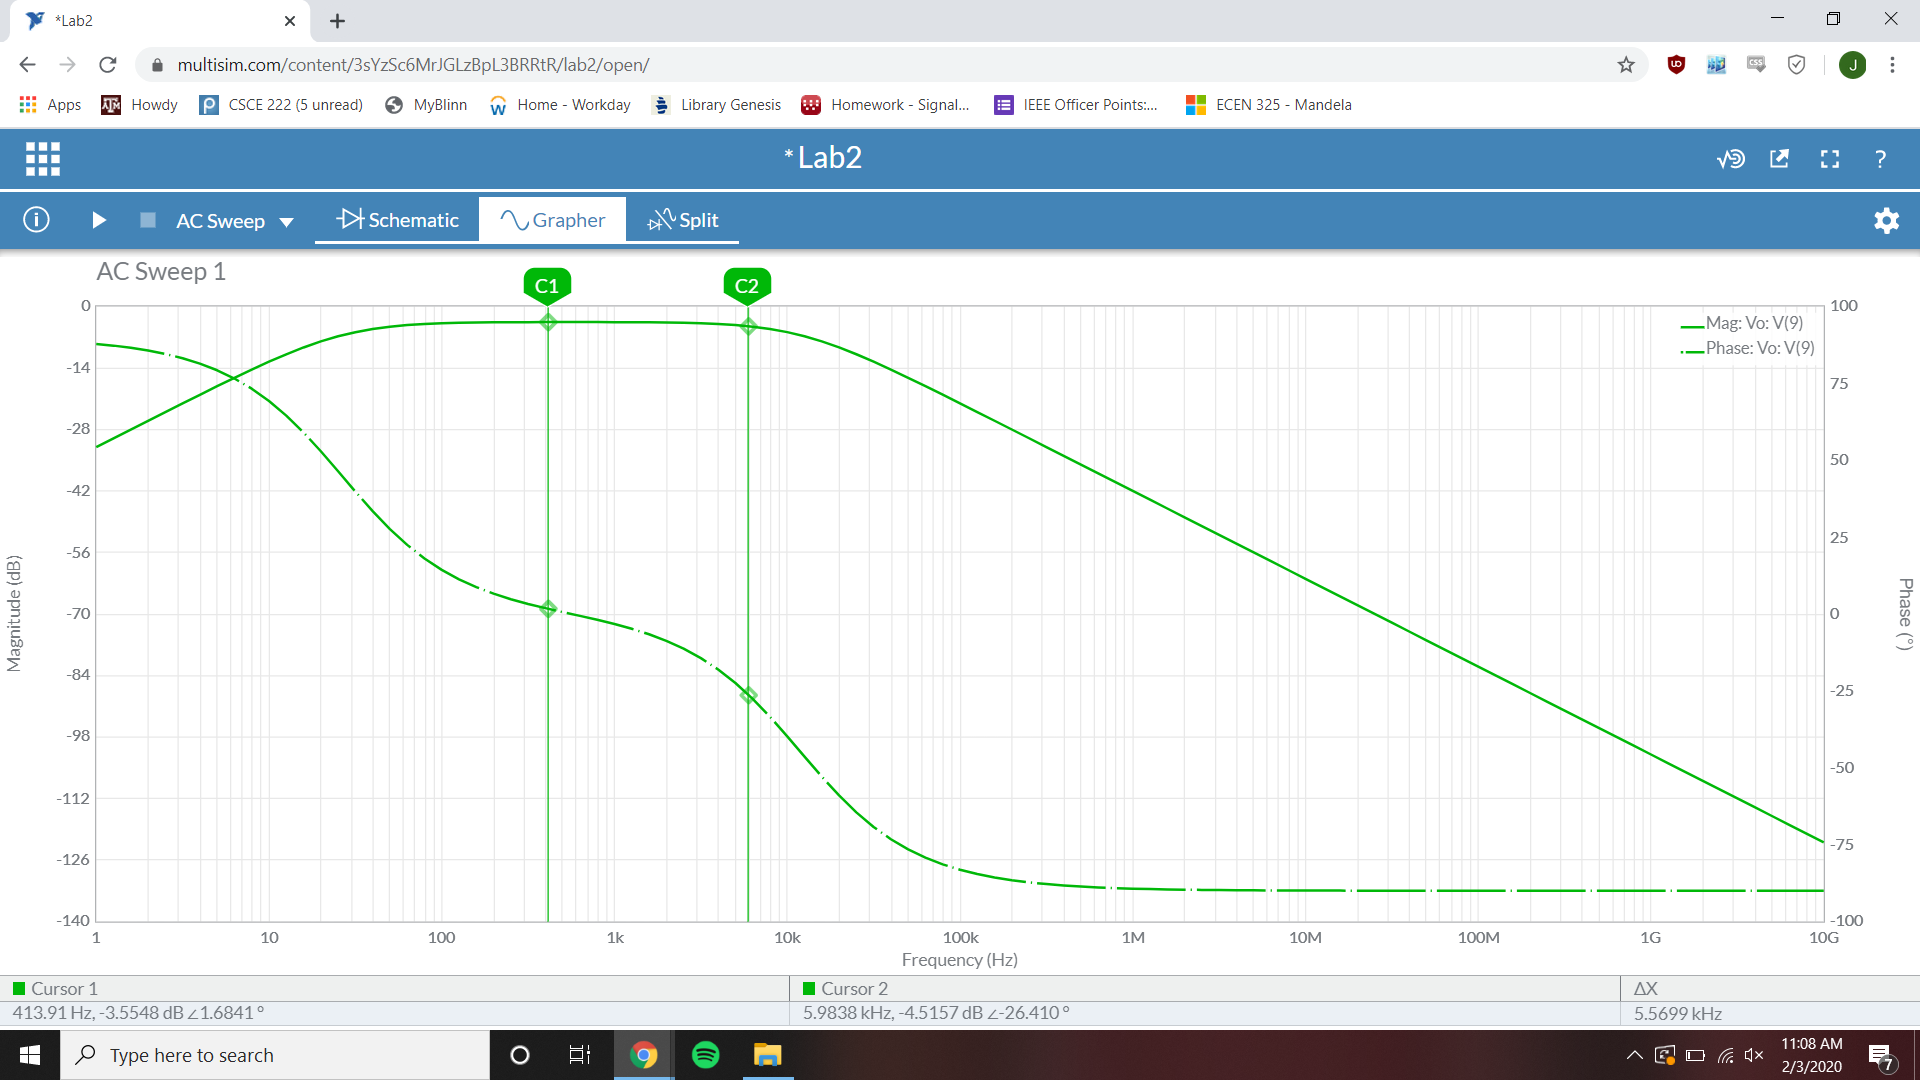 *Lab2
multisim.com/content/3sYzSc6MrJGLzBpL3BRRtR/lab2/open/
J
Apps Howdy CSCE 222 (5 unread) MyBlinn Home - Workday Library Genesis Homework - Signal... IEEE Officer Points:... ECEN 325 - Mandela
*Lab2
?
AC Sweep Schematic Grapher Split
AC Sweep 1
C1 C2
Mag: Vo: V(9)
Phase: Vo: V(9)
Magnitude (dB)
0
-14
-28
-42
-56
-70
-84
-98
-112
-126
-140
100
75
50
25
0
-25
-50
-75
-100
Phase (°)
1 10 100 1k 10k 100k 1M 10M 100M 1G 10G
Frequency (Hz)
Cursor 1 Cursor 2 ΔX
413.91 Hz, -3.5548 dB ∠1.6841 ° 5.9838 kHz, -4.5157 dB ∠-26.410 ° 5.5699 kHz
Type here to search
11:08 AM
2/3/2020
7